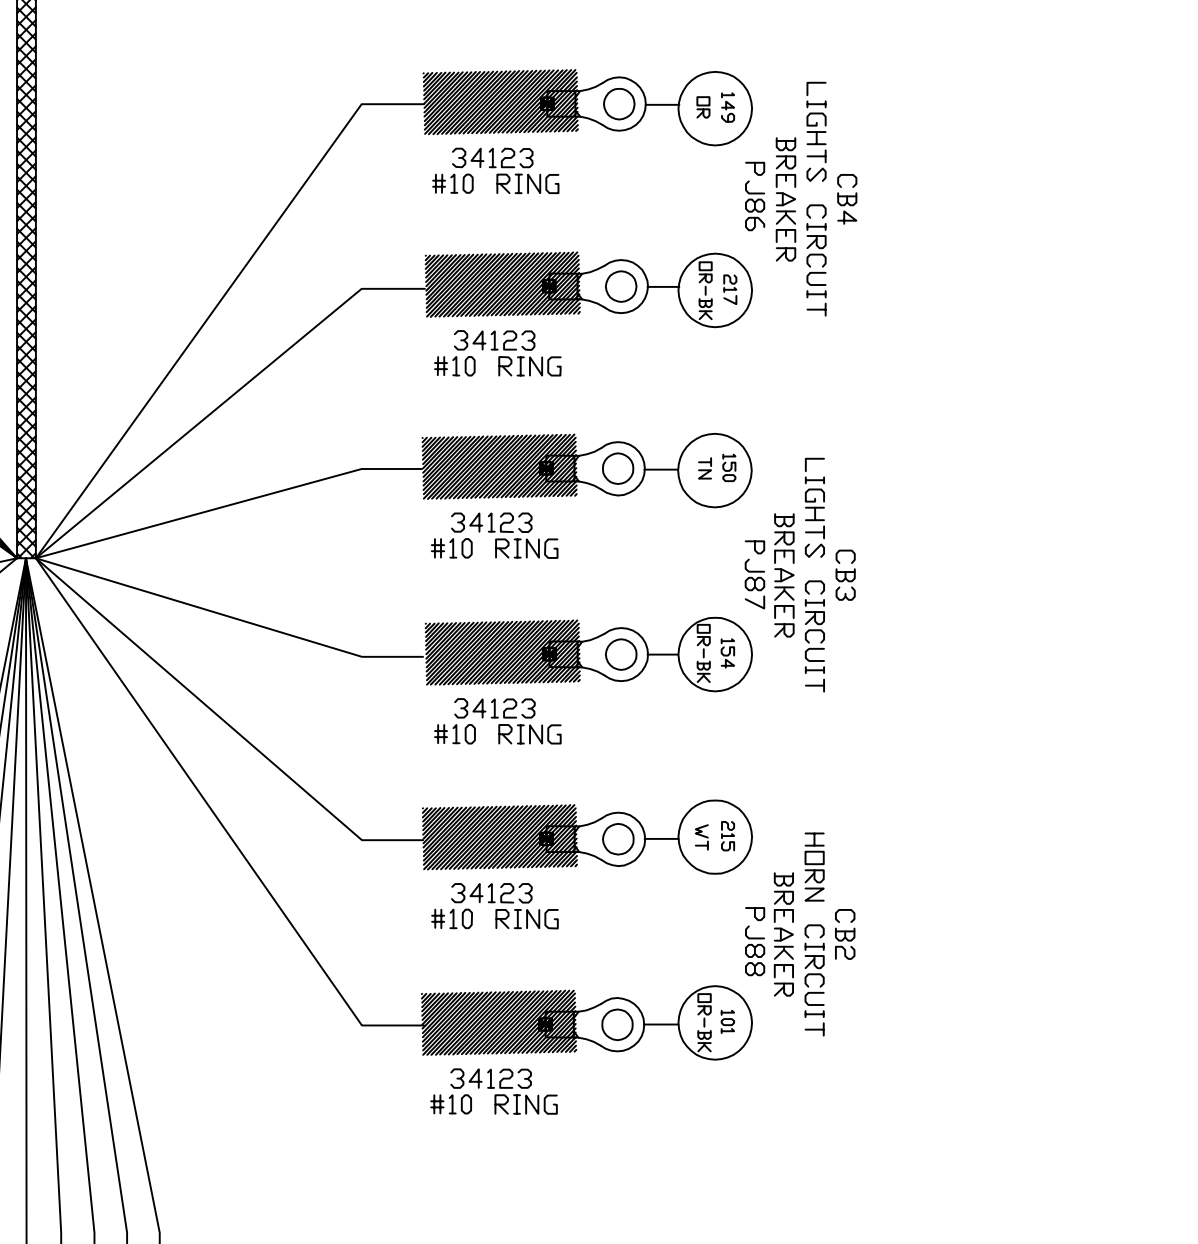 149
OR
34123
#10 RING
217
OR-BK
34123
#10 RING
CB4
LIGHTS CIRCUIT
BREAKER
PJ86
150
TN
34123
#10 RING
154
OR-BK
34123
#10 RING
CB3
LIGHTS CIRCUIT
BREAKER
PJ87
215
WT
34123
#10 RING
101
OR-BK
34123
#10 RING
CB2
HORN CIRCUIT
BREAKER
PJ88